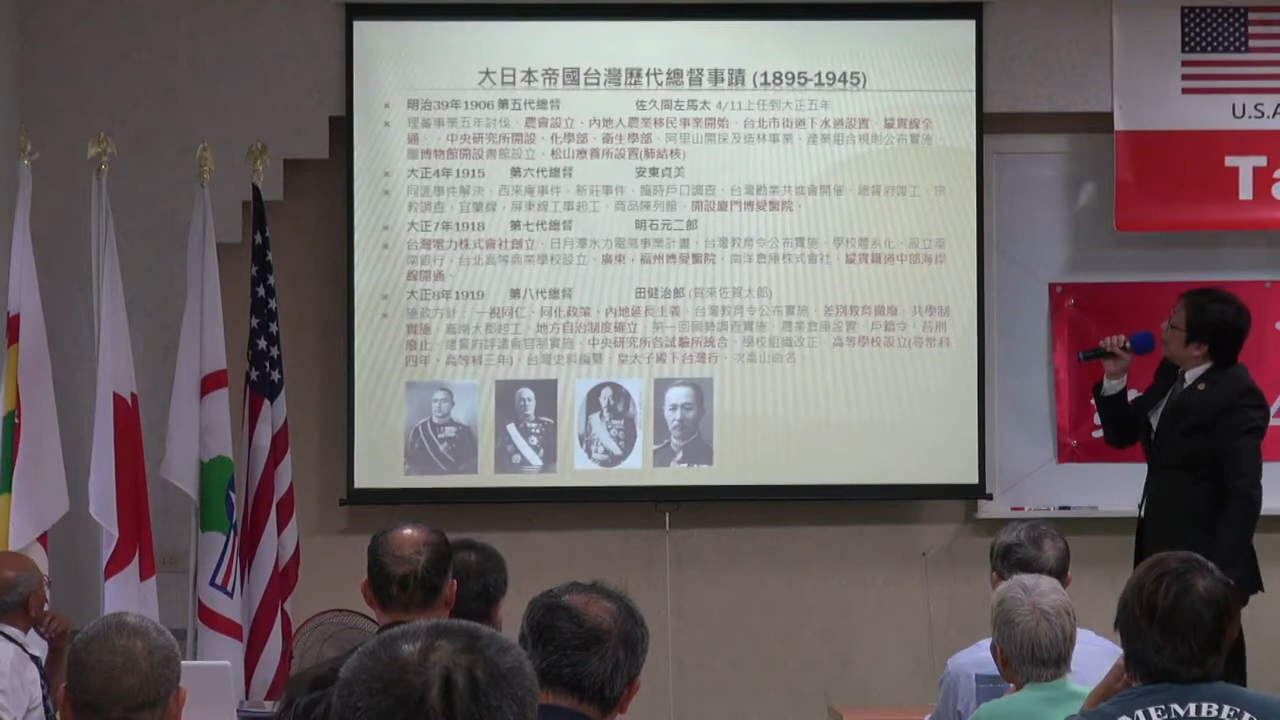 大日本帝國台灣歷代總督事蹟 (1895-1945)
明治39年1906 第五代總督 佐久間左馬太 4/11上任到大正五年
理蕃事業五年討伐、農會設立、內地人農業移民事業開始、台北市街道下水道設置、縱貫線全
通、、中央研究所開設、化學部、衛生學部、阿里山開採及造林事業、產業組合規則公布實施
博物館開設 書館設立、松山療養所設置(肺結核)
大正4年1915 第六代總督 安東貞美
事件解決、西來庵事件、新莊事件、臨時戶口調查、台灣勸業共進會開催、總督府竣工、宗
教調查、宜蘭線，屏東線工事起工、商品陳列館、開設廈門博愛醫院。
大正7年1918 第七代總督 明石元二郎
台灣電力株式會社創立、日月潭水力電氣事業計畫、台灣教育令公布實施、學校體系化、設立華
南銀行、台北高等商業學校設立、廣東，福州博愛醫院、南洋倉庫株式會社、縱貫鐵道中部海岸
線開通、
大正8年1919 第八代總督 田健治郎 (賀來佐賀太郎)
施政方針： 一視同仁、同化政策、內地延長主義、台灣教育令公布實施、差別教育撤廢、共學制
實施、嘉南大圳起工、地方自治制度確立、第一回國勢調查實施、農業倉庫設置、戶籍令、笞刑
廢止、總督府評議會官制實施、中央研究所各試驗所統合、學校組織改正、高等學校設立(尋常科
四年，高等科三年)、台灣史料編纂、皇太子殿下台灣行、次高山命名、
U.S.A
Ta
MEMBER